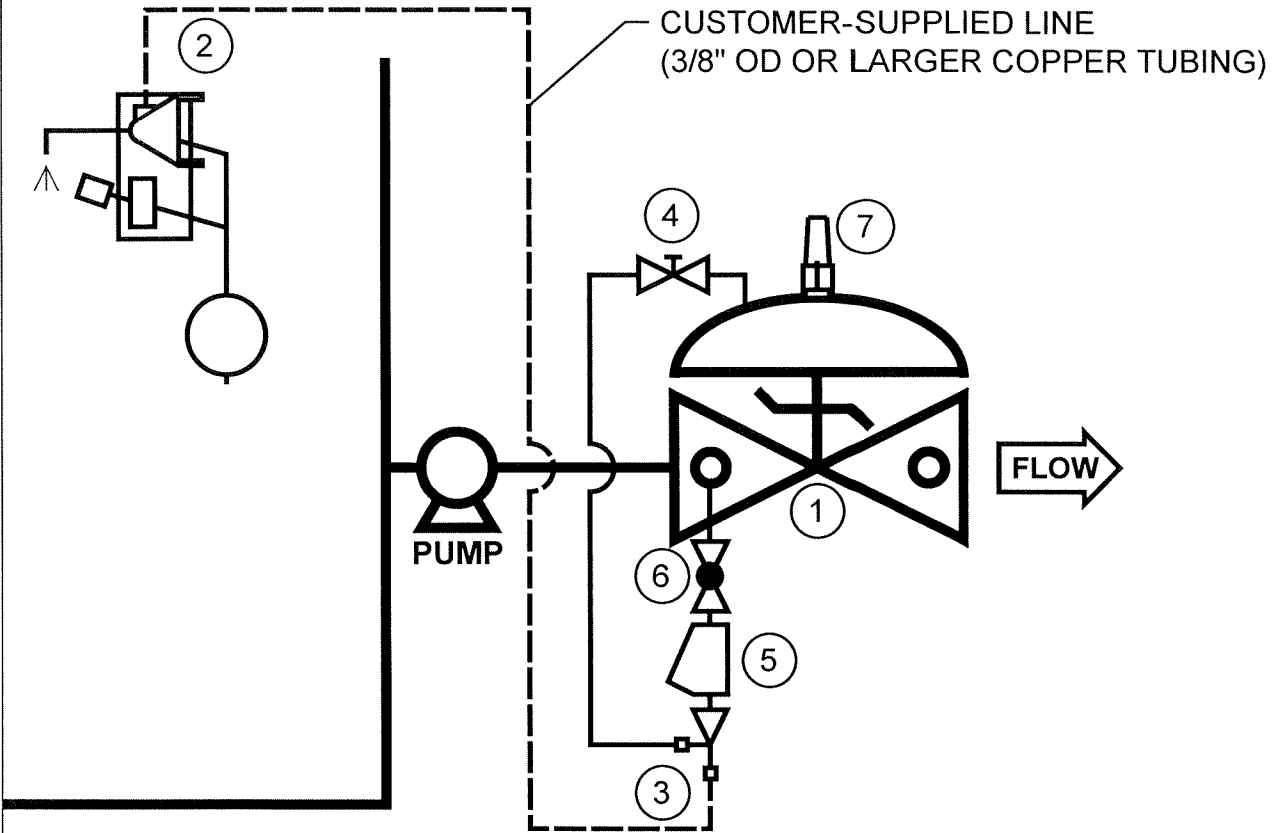 CUSTOMER-SUPPLIED LINE
(3/8" OD OR LARGER COPPER TUBING)
2
4
7
FLOW
1
PUMP
6
5
3